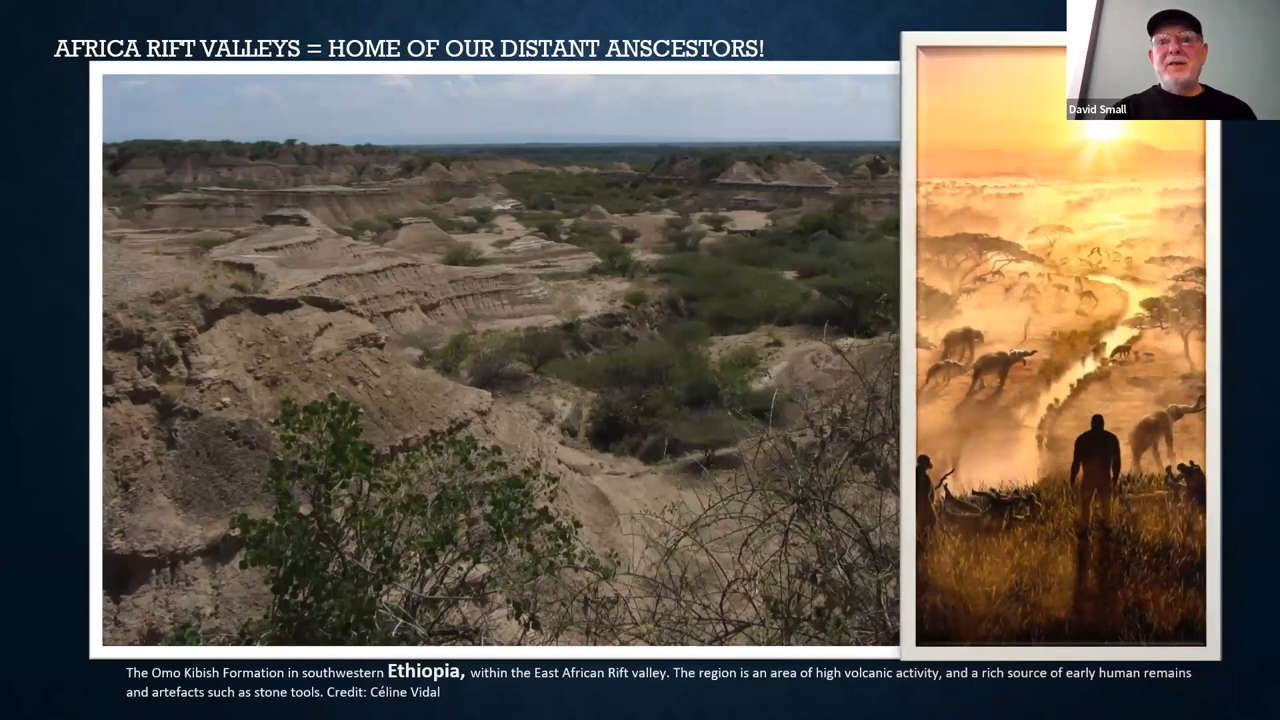 AFRICA RIFT VALLEYS = HOME OF OUR DISTANT ANSCESTORS!
David Small
The Omo Kibish Formation in southwestern Ethiopia, within the East African Rift valley. The region is an area of high volcanic activity, and a rich source of early human remains
and artefacts such as stone tools. Credit: Céline Vidal